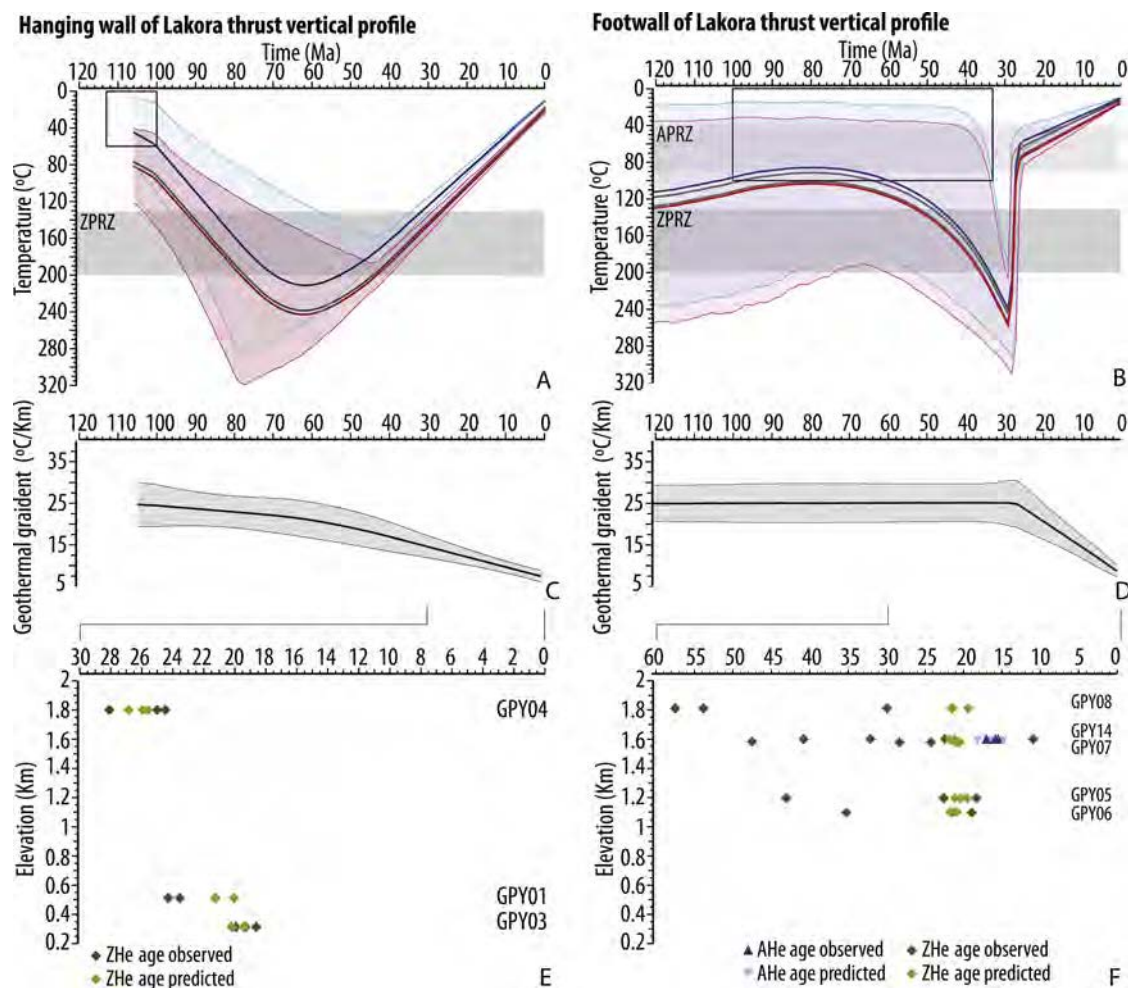 Hanging wall of Lakora thrust vertical profile
Time (Ma)
120 110 100 90 80 70 60 50 40 30 20 10 0
0
40
80
120
160
200
240
280
320
Temperature (ºC)
ZPRZ
A
Footwall of Lakora thrust vertical profile
Time (Ma)
120 110 100 90 80 70 60 50 40 30 20 10 0
0
40
80
120
160
200
240
280
320
Temperature (ºC)
APRZ
ZPRZ
B
120 110 100 90 80 70 60 50 40 30 20 10 0
35
25
15
5
Geothermal graident (ºC/Km)
C
120 110 100 90 80 70 60 50 40 30 20 10 0
35
25
15
5
Geothermal graident (ºC/Km)
D
30 28 26 24 22 20 18 16 14 12 10 8 6 4 2 0
2
1.8
1.6
1.4
1.2
1
0.8
0.6
0.4
0.2
Elevation (Km)
GPY04
GPY01
GPY03
ZHe age observed
ZHe age predicted
E
60 55 50 45 40 35 30 25 20 15 10 0
2
1.8
1.6
1.4
1.2
1
0.8
0.6
0.4
0.2
Elevation (Km)
GPY08
GPY14
GPY07
GPY05
GPY06
AHe age observed ZHe age observed
AHe age predicted ZHe age predicted
F